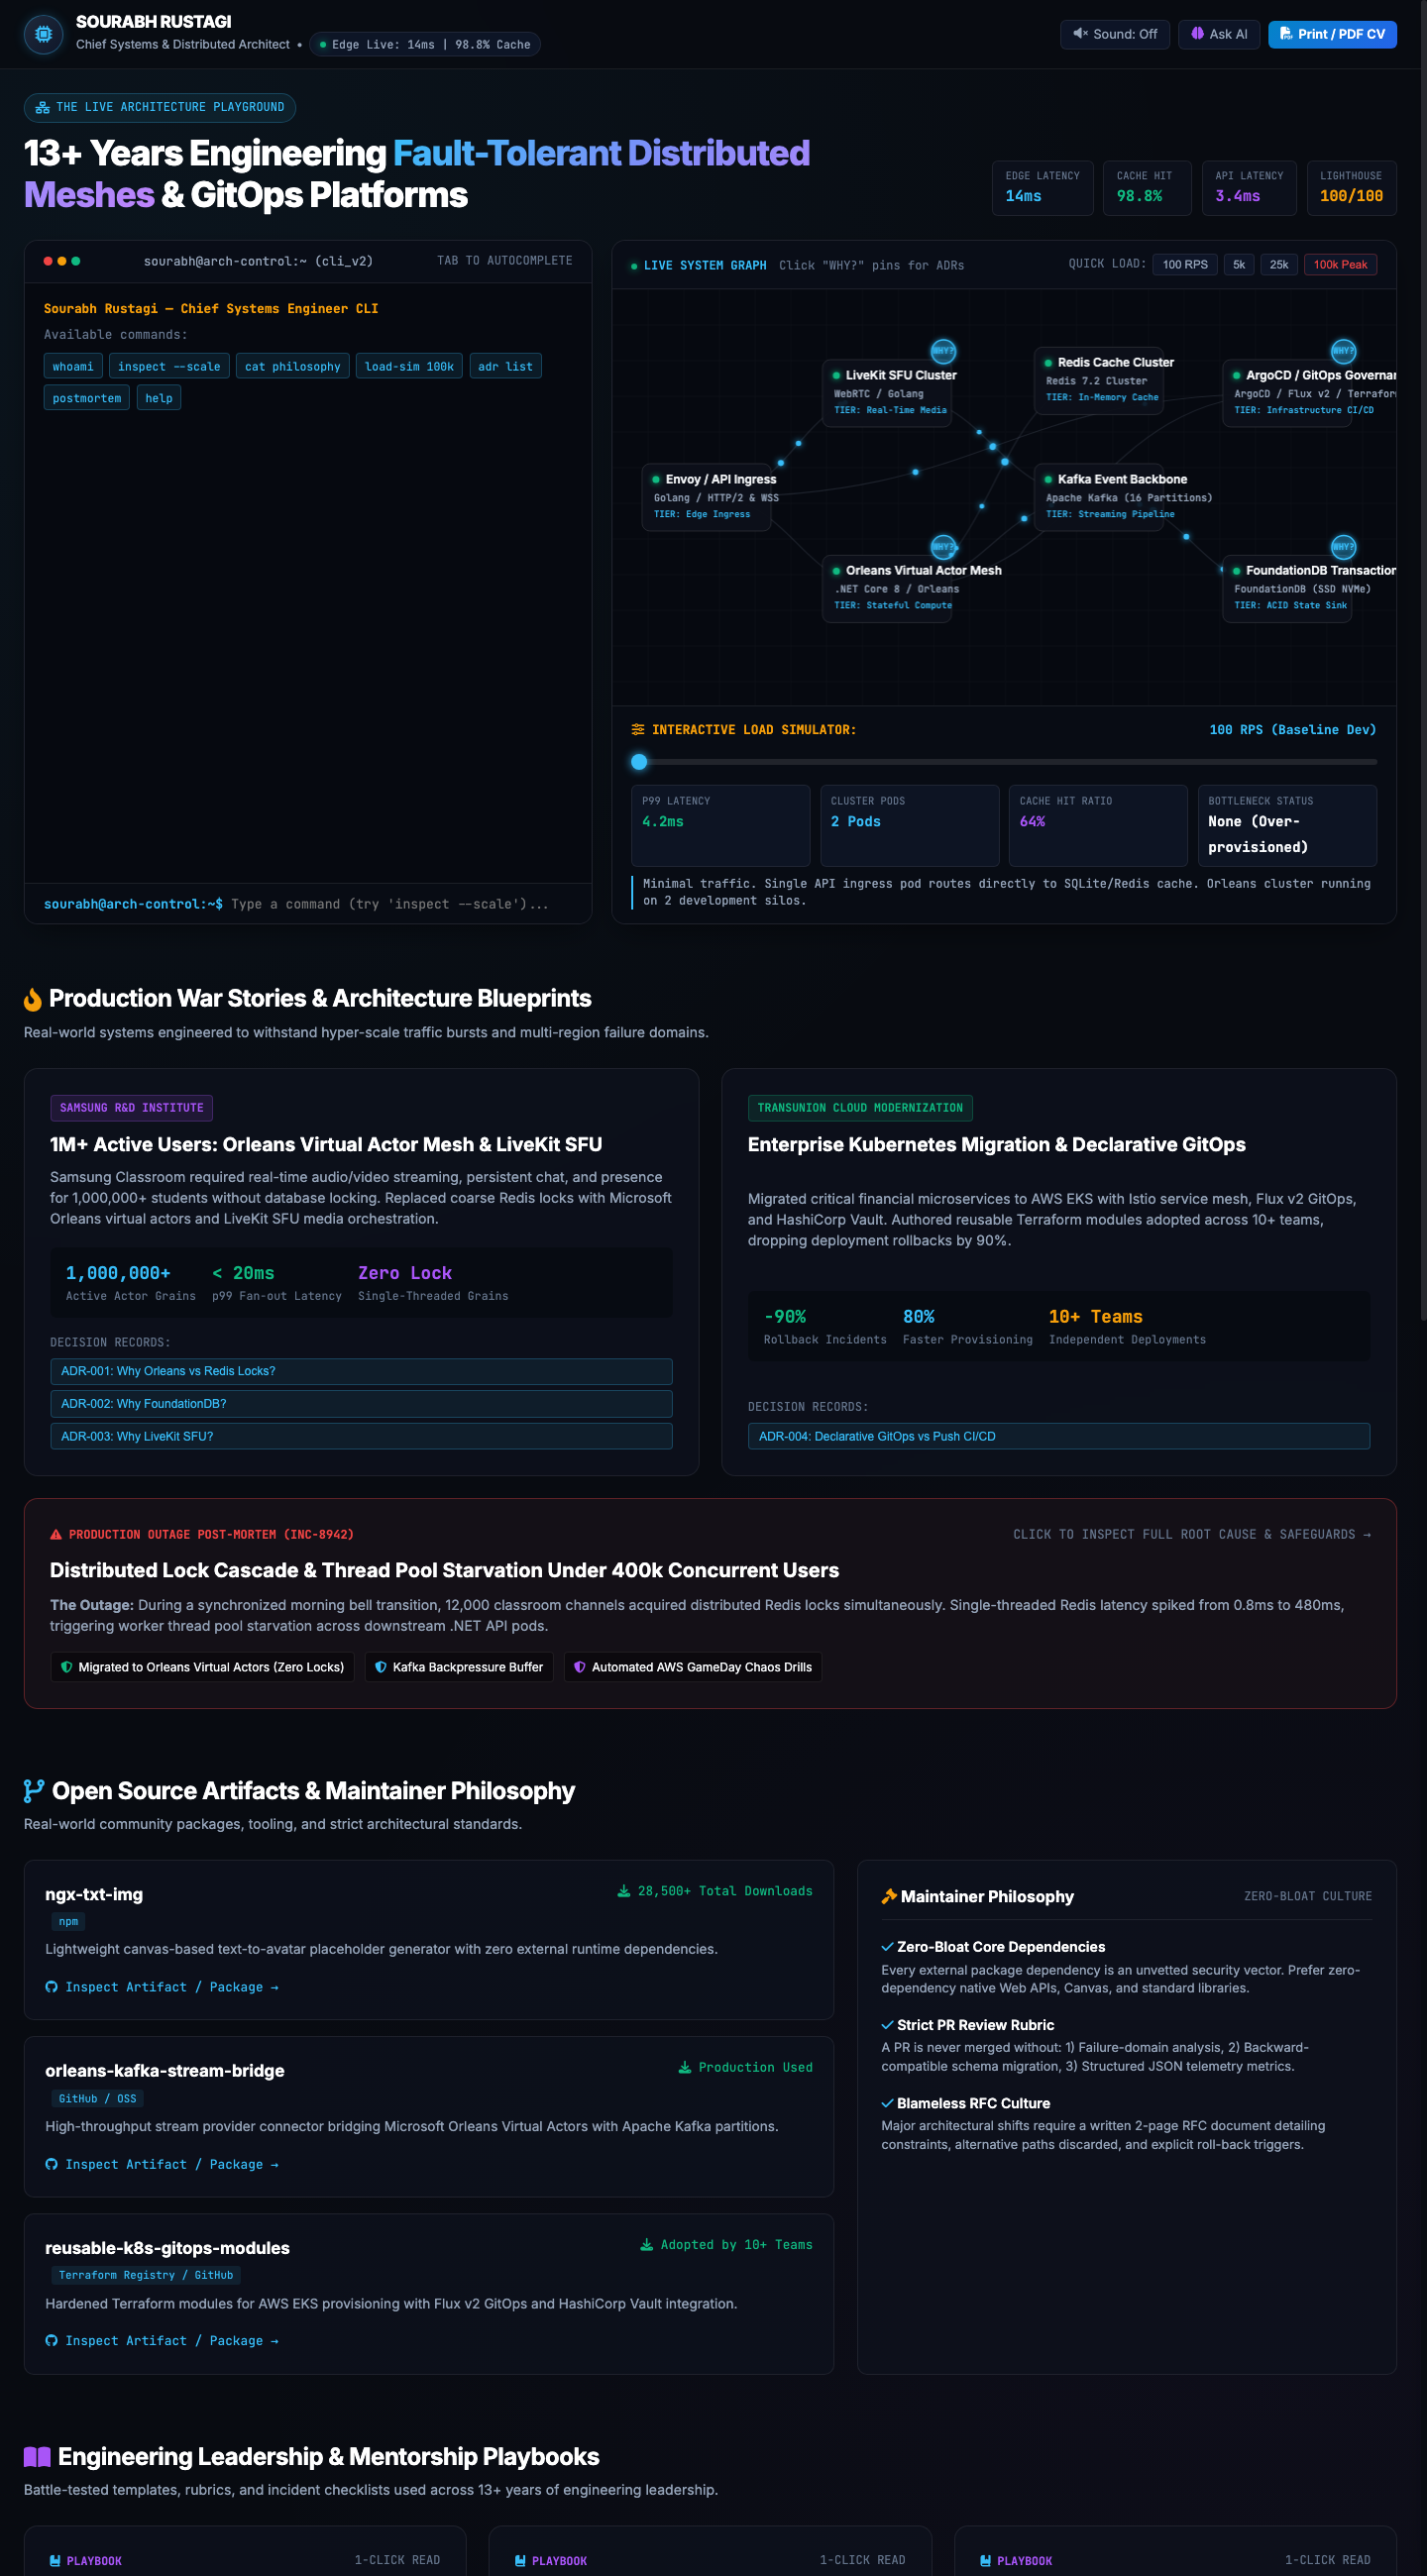 SOURABH RUSTAGI
Chief Systems & Distributed Architect • Edge Live: 14ms | 98.8% Cache
Sound: Off
Ask AI
Print / PDF CV
THE LIVE ARCHITECTURE PLAYGROUND
13+ Years Engineering Fault-Tolerant Distributed
Meshes & GitOps Platforms
EDGE LATENCY
14ms
CACHE HIT
98.8%
API LATENCY
3.4ms
LIGHTHOUSE
100/100
sourabh@arch-control:~ (cli_v2)
TAB TO AUTOCOMPLETE
Sourabh Rustagi — Chief Systems Engineer CLI
Available commands:
whoami
inspect --scale
cat philosophy
load-sim 100k
adr list
postmortem
help
sourabh@arch-control:~$ Type a command (try 'inspect --scale')...
LIVE SYSTEM GRAPH Click "WHY?" pins for ADRs
QUICK LOAD: 100 RPS 5k 25k 100k Peak
WHY?
LiveKit SFU Cluster
WebRTC / Golang
TIER: Real-Time Media
Redis Cache Cluster
Redis 7.2 Cluster
TIER: In-Memory Cache
WHY?
ArgoCD / GitOps Governan
ArgoCD / Flux v2 / Terraform
TIER: Infrastructure CI/CD
Envoy / API Ingress
Golang / HTTP/2 & WSS
TIER: Edge Ingress
Kafka Event Backbone
Apache Kafka (16 Partitions)
TIER: Streaming Pipeline
WHY?
Orleans Virtual Actor Mesh
.NET Core 8 / Orleans
TIER: Stateful Compute
WHY?
FoundationDB Transaction
FoundationDB (SSD NVMe)
TIER: ACID State Sink
INTERACTIVE LOAD SIMULATOR:
100 RPS (Baseline Dev)
P99 LATENCY
4.2ms
CLUSTER PODS
2 Pods
CACHE HIT RATIO
64%
BOTTLENECK STATUS
None (Over-
provisioned)
Minimal traffic. Single API ingress pod routes directly to SQLite/Redis cache. Orleans cluster running
on 2 development silos.
Production War Stories & Architecture Blueprints
Real-world systems engineered to withstand hyper-scale traffic bursts and multi-region failure domains.
SAMSUNG R&D INSTITUTE
1M+ Active Users: Orleans Virtual Actor Mesh & LiveKit SFU
Samsung Classroom required real-time audio/video streaming, persistent chat, and presence
for 1,000,000+ students without database locking. Replaced coarse Redis locks with Microsoft
Orleans virtual actors and LiveKit SFU media orchestration.
1,000,000+
Active Actor Grains
< 20ms
p99 Fan-out Latency
Zero Lock
Single-Threaded Grains
DECISION RECORDS:
ADR-001: Why Orleans vs Redis Locks?
ADR-002: Why FoundationDB?
ADR-003: Why LiveKit SFU?
TRANSUNION CLOUD MODERNIZATION
Enterprise Kubernetes Migration & Declarative GitOps
Migrated critical financial microservices to AWS EKS with Istio service mesh, Flux v2 GitOps,
and HashiCorp Vault. Authored reusable Terraform modules adopted across 10+ teams,
dropping deployment rollbacks by 90%.
-90%
Rollback Incidents
80%
Faster Provisioning
10+ Teams
Independent Deployments
DECISION RECORDS:
ADR-004: Declarative GitOps vs Push CI/CD
PRODUCTION OUTAGE POST-MORTEM (INC-8942)
CLICK TO INSPECT FULL ROOT CAUSE & SAFEGUARDS →
Distributed Lock Cascade & Thread Pool Starvation Under 400k Concurrent Users
The Outage: During a synchronized morning bell transition, 12,000 classroom channels acquired distributed Redis locks simultaneously. Single-threaded Redis latency spiked from 0.8ms to 480ms,
triggering worker thread pool starvation across downstream .NET API pods.
Migrated to Orleans Virtual Actors (Zero Locks)
Kafka Backpressure Buffer
Automated AWS GameDay Chaos Drills
Open Source Artifacts & Maintainer Philosophy
Real-world community packages, tooling, and strict architectural standards.
ngx-txt-img
28,500+ Total Downloads
npm
Lightweight canvas-based text-to-avatar placeholder generator with zero external runtime dependencies.
Inspect Artifact / Package →
orleans-kafka-stream-bridge
Production Used
GitHub / OSS
High-throughput stream provider connector bridging Microsoft Orleans Virtual Actors with Apache Kafka partitions.
Inspect Artifact / Package →
reusable-k8s-gitops-modules
Adopted by 10+ Teams
Terraform Registry / GitHub
Hardened Terraform modules for AWS EKS provisioning with Flux v2 GitOps and HashiCorp Vault integration.
Inspect Artifact / Package →
Maintainer Philosophy
ZERO-BLOAT CULTURE
Zero-Bloat Core Dependencies
Every external package dependency is an unvetted security vector. Prefer zero-
dependency native Web APIs, Canvas, and standard libraries.
Strict PR Review Rubric
A PR is never merged without: 1) Failure-domain analysis, 2) Backward-
compatible schema migration, 3) Structured JSON telemetry metrics.
Blameless RFC Culture
Major architectural shifts require a written 2-page RFC document detailing
constraints, alternative paths discarded, and explicit roll-back triggers.
Engineering Leadership & Mentorship Playbooks
Battle-tested templates, rubrics, and incident checklists used across 13+ years of engineering leadership.
PLAYBOOK
1-CLICK READ
PLAYBOOK
1-CLICK READ
PLAYBOOK
1-CLICK READ